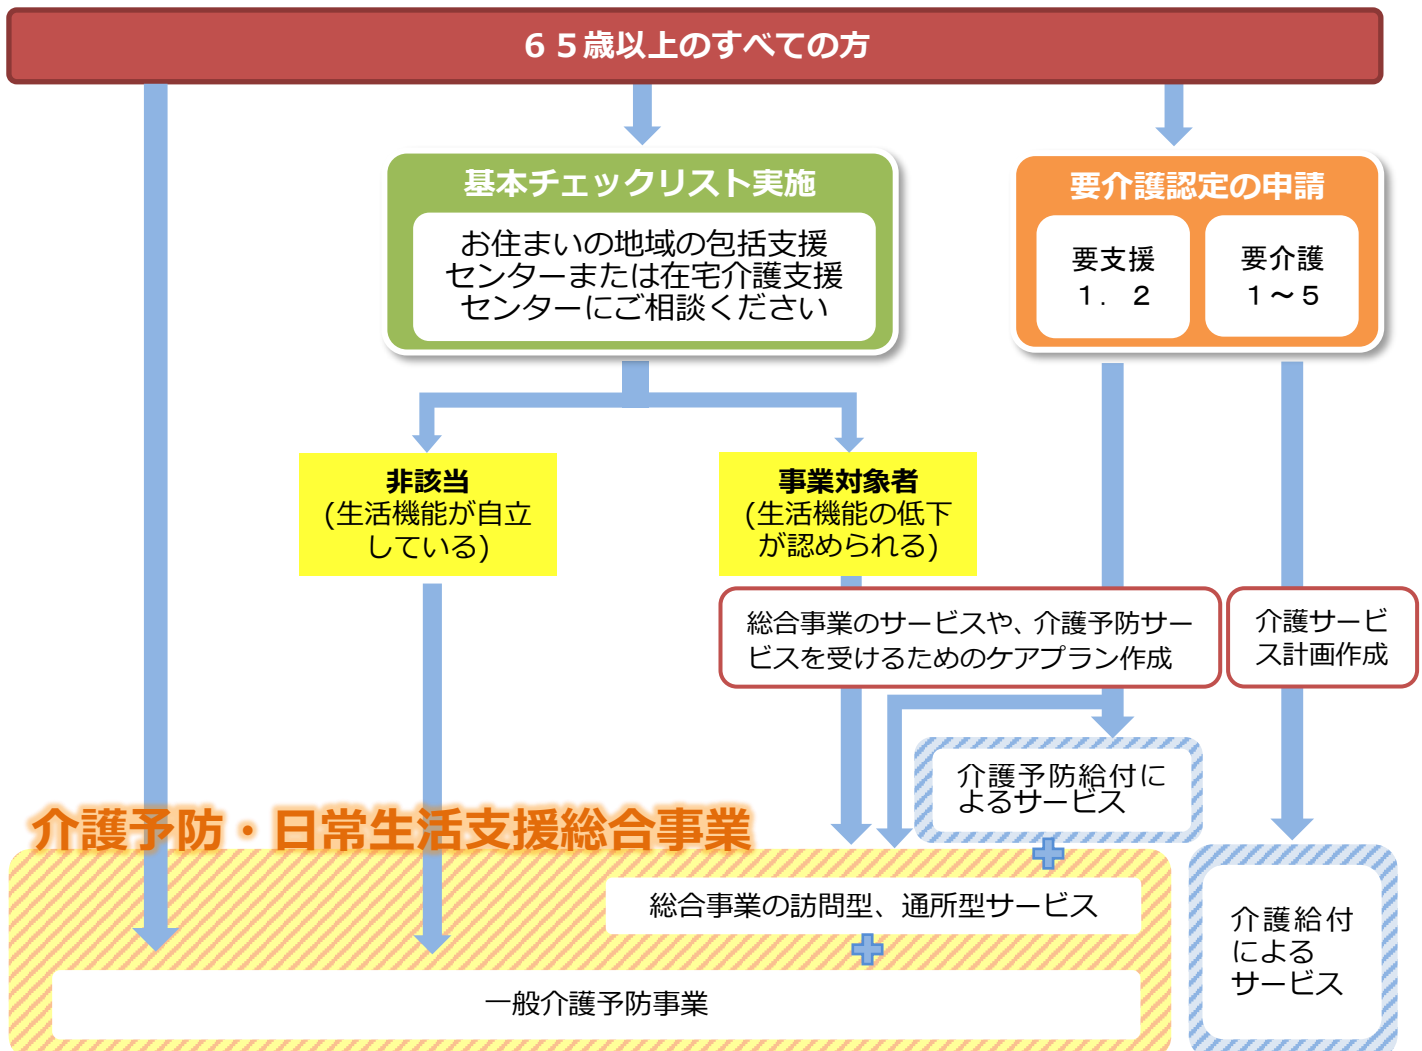 ６５歳以上のすべての方
基本チェックリスト実施
お住まいの地域の包括支援
センターまたは在宅介護支援
センターにご相談ください
要介護認定の申請
要支援
１．２
要介護
１～５
非該当
(生活機能が自立
している)
事業対象者
(生活機能の低下
が認められる)
総合事業のサービスや、介護予防サー
ビスを受けるためのケアプラン作成
介護サービ
ス計画作成
介護予防給付に
よるサービス
介護予防・日常生活支援総合事業
総合事業の訪問型、通所型サービス
一般介護予防事業
介護給付
による
サービス